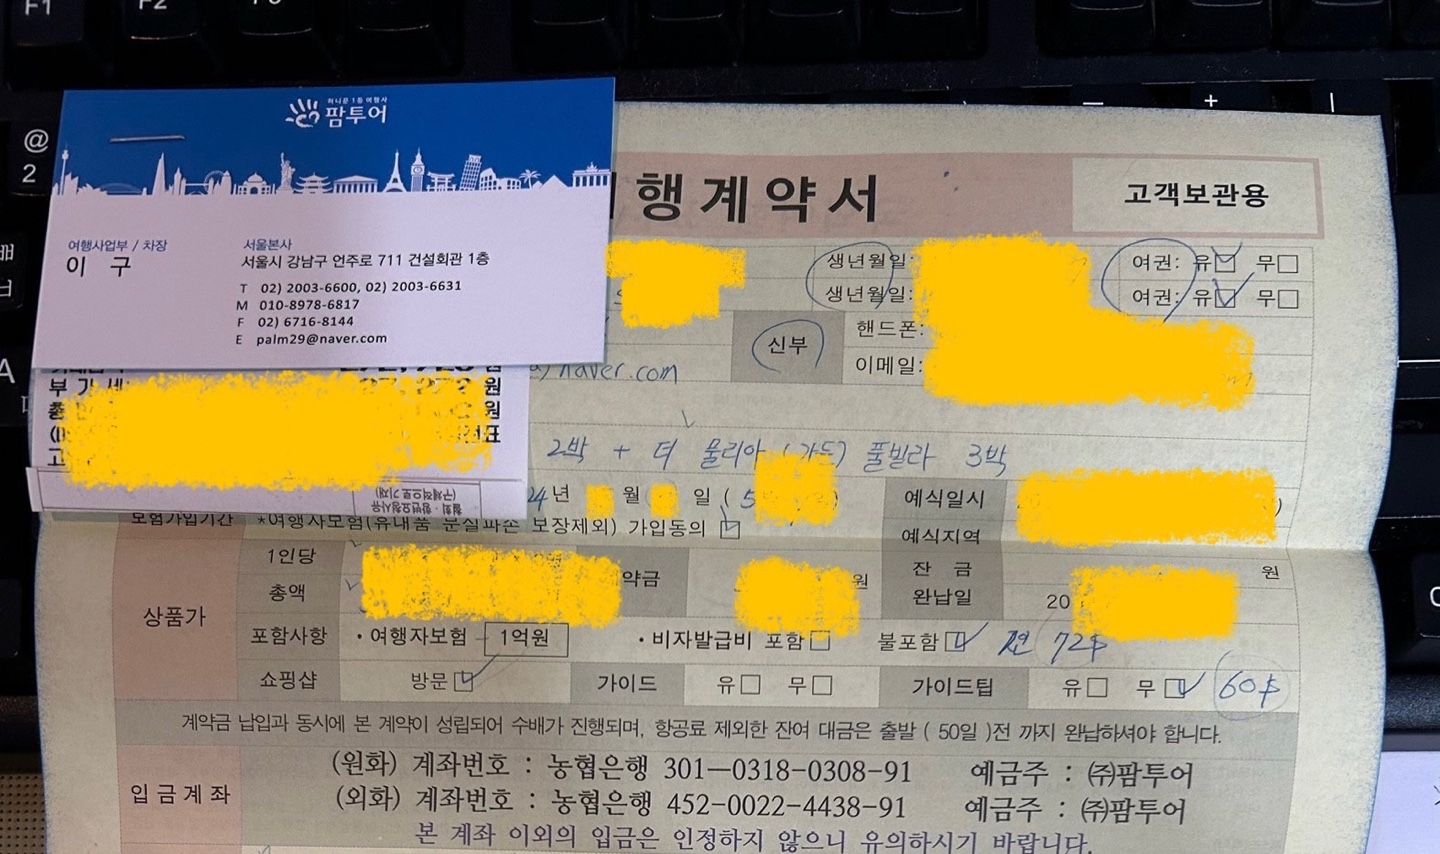 F1
F2
@
2
A
허니문 1등 여행사
팜투어
여행사업부 / 차장
이 구
서울본사
서울시 강남구 언주로 711 건설회관 1층
T 02) 2003-6600, 02) 2003-6631
M 010-8978-6817
F 02) 6716-8144
E palm29@naver.com
행계약서
고객보관용
생년월일:
여권: 유☑ 무□
생년월일:
여권: 유☑ 무□
신부
핸드폰:
이메일:
naver.com
부 가 세
원
원
2박 + 더 물리아 (가든) 풀빌라 3박
24년 월 일 ( 5
예식일시
보험가입기간 *여행자보험(휴대품 분실파손 보장제외) 가입동의 ☑
예식지역
상품가
1인당
총액
약금
원
잔 금
원
완납일
20
포함사항 · 여행자보험 1억원 · 비자발급비 포함□ 불포함☑ 72$
쇼핑샵 방문☑ 가이드 유□ 무□ 가이드팁 유□ 무☑ 60$
계약금 납입과 동시에 본 계약이 성립되어 수배가 진행되며, 항공료 제외한 잔여 대금은 출발 ( 50일 )전 까지 완납하셔야 합니다.
입금계좌
(원화) 계좌번호 : 농협은행 301-0318-0308-91 예금주 : ㈜팜투어
(외화) 계좌번호 : 농협은행 452-0022-4438-91 예금주 : ㈜팜투어
본 계좌 이외의 입금은 인정하지 않으니 유의하시기 바랍니다.